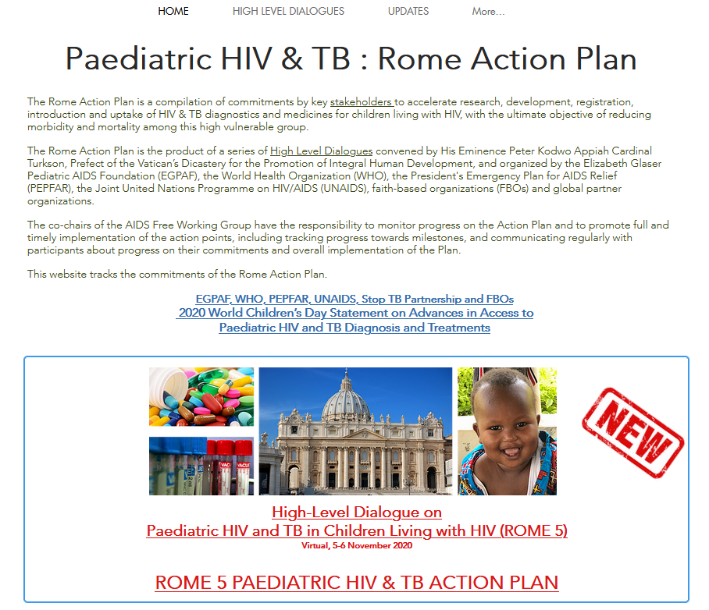 HOME HIGH LEVEL DIALOGUES UPDATES More...
Paediatric HIV & TB : Rome Action Plan
The Rome Action Plan is a compilation of commitments by key stakeholders to accelerate research, development, registration,
introduction and uptake of HIV & TB diagnostics and medicines for children living with HIV, with the ultimate objective of reducing
morbidity and mortality among this high vulnerable group.
The Rome Action Plan is the product of a series of High Level Dialogues convened by His Eminence Peter Kodwo Appiah Cardinal
Turkson, Prefect of the Vatican's Dicastery for the Promotion of Integral Human Development, and organized by the Elizabeth Glaser
Pediatric AIDS Foundation (EGPAF), the World Health Organization (WHO), the President's Emergency Plan for AIDS Relief
(PEPFAR), the Joint United Nations Programme on HIV/AIDS (UNAIDS), faith-based organizations (FBOs) and global partner
organizations.
The co-chairs of the AIDS Free Working Group have the responsibility to monitor progress on the Action Plan and to promote full and
timely implementation of the action points, including tracking progress towards milestones, and communicating regularly with
participants about progress on their commitments and overall implementation of the Plan.
This website tracks the commitments of the Rome Action Plan.
EGPAF, WHO, PEPFAR, UNAIDS, Stop TB Partnership and FBOs
2020 World Children's Day Statement on Advances in Access to
Paediatric HIV and TB Diagnosis and Treatments
NEW
High-Level Dialogue on
Paediatric HIV and TB in Children Living with HIV (ROME 5)
Virtual, 5-6 November 2020
ROME 5 PAEDIATRIC HIV & TB ACTION PLAN